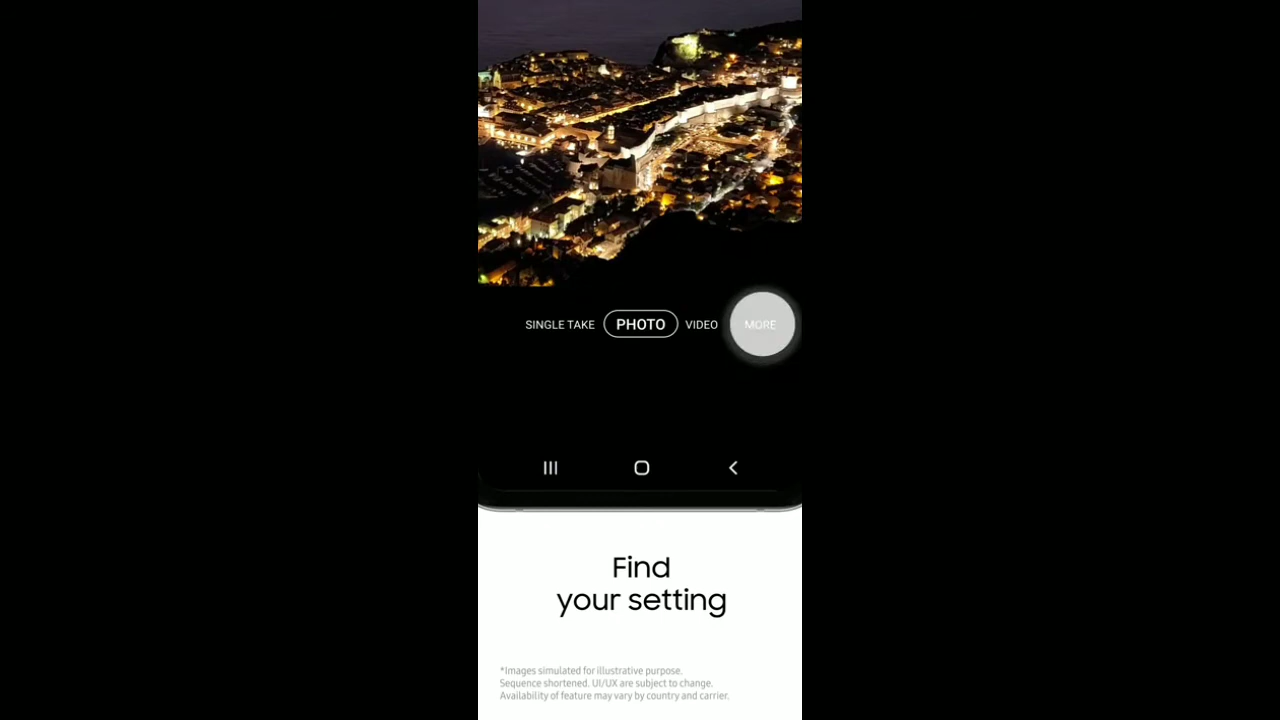 SINGLE TAKE PHOTO VIDEO MORE
Find
your setting
*Images simulated for illustrative purpose.
Sequence shortened. UI/UX are subject to change.
Availability of feature may vary by country and carrier.